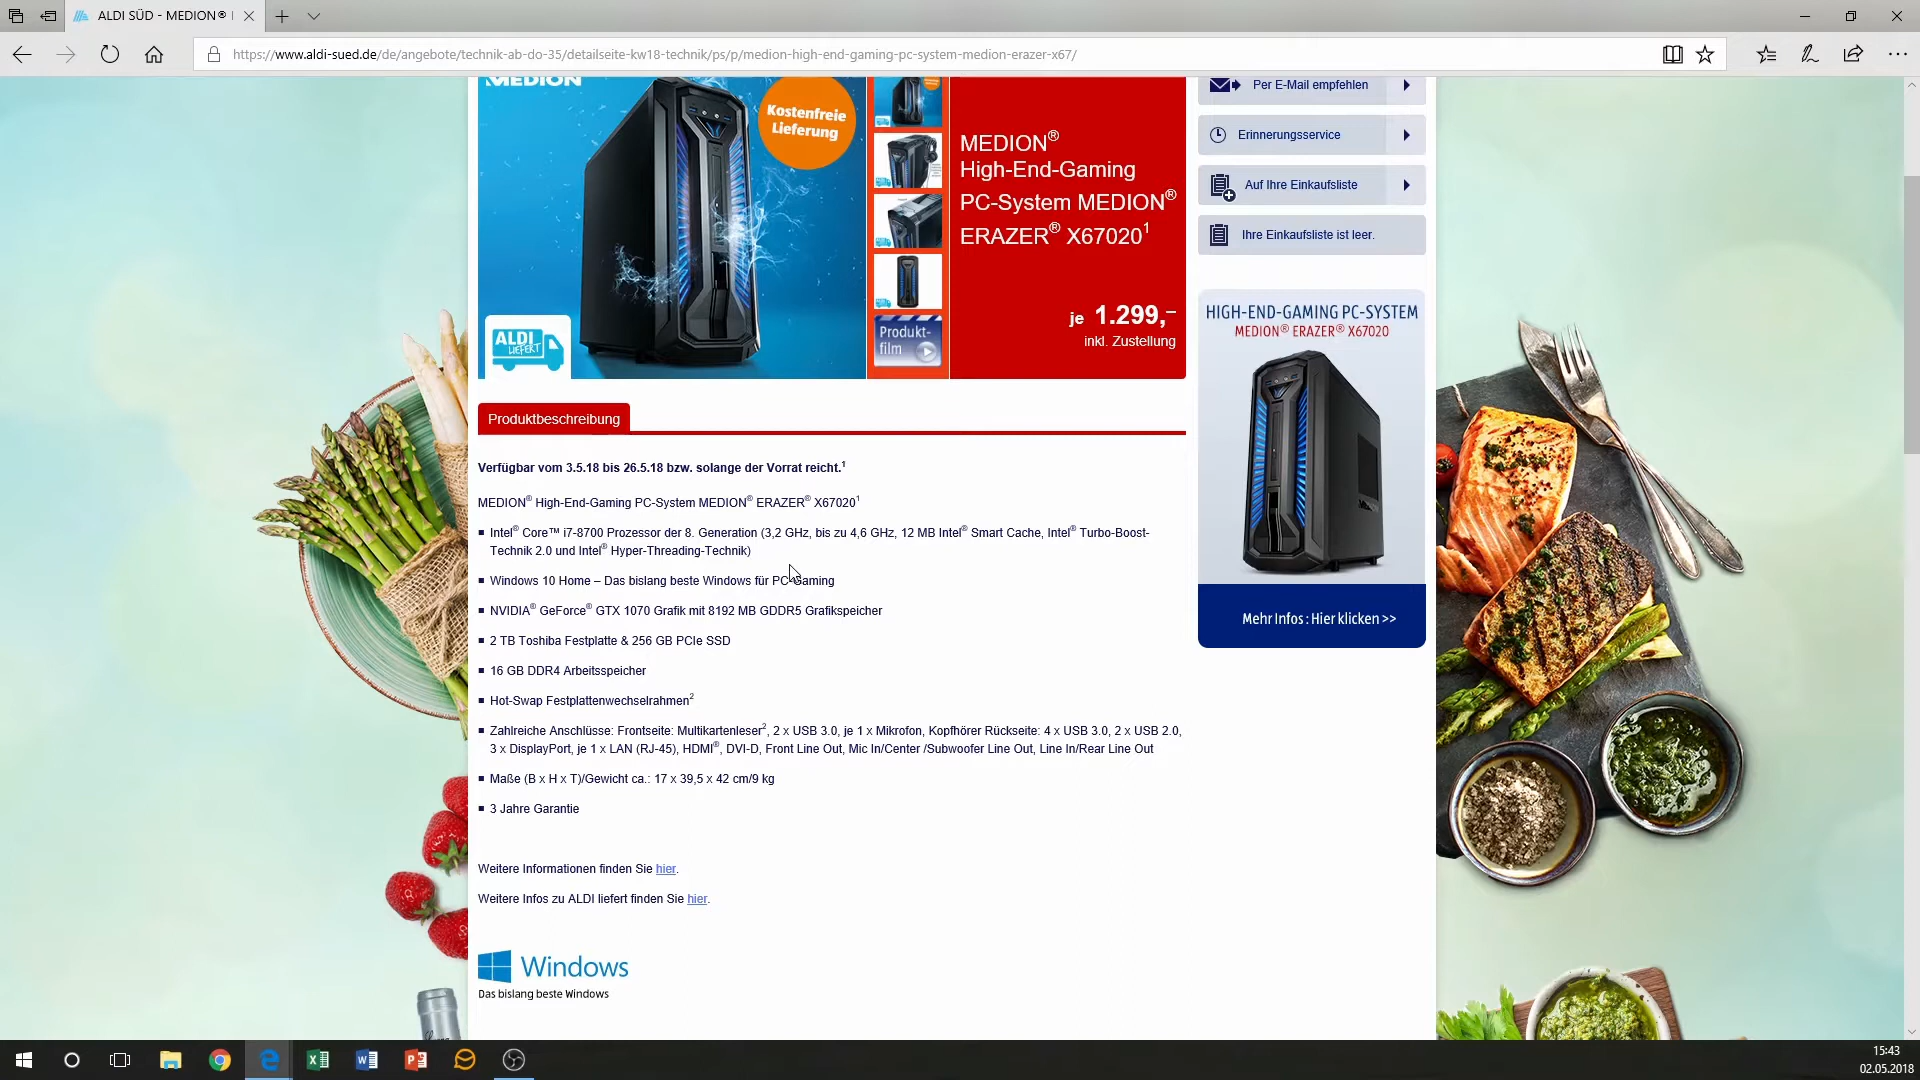 ALDI SÜD - MEDION®
https://www.aldi-sued.de/de/angebote/technik-ab-do-35/detailseite-kw18-technik/ps/p/medion-high-end-gaming-pc-system-medion-erazer-x67/
MEDION
Kostenfreie
Lieferung
ALDI
LIEFERT
Produkt-
film
MEDION®
High-End-Gaming
PC-System MEDION®
ERAZER® X67020¹
je 1.299,–
inkl. Zustellung
Per E-Mail empfehlen
Erinnerungsservice
Auf Ihre Einkaufsliste
Ihre Einkaufsliste ist leer.
HIGH-END-GAMING PC-SYSTEM
MEDION® ERAZER® X67020
Mehr Infos : Hier klicken >>
Produktbeschreibung
Verfügbar vom 3.5.18 bis 26.5.18 bzw. solange der Vorrat reicht.¹
MEDION® High-End-Gaming PC-System MEDION® ERAZER® X67020¹
▪ Intel® Core™ i7-8700 Prozessor der 8. Generation (3,2 GHz, bis zu 4,6 GHz, 12 MB Intel® Smart Cache, Intel® Turbo-Boost-
Technik 2.0 und Intel® Hyper-Threading-Technik)
▪ Windows 10 Home – Das bislang beste Windows für PC-Gaming
▪ NVIDIA® GeForce® GTX 1070 Grafik mit 8192 MB GDDR5 Grafikspeicher
▪ 2 TB Toshiba Festplatte & 256 GB PCIe SSD
▪ 16 GB DDR4 Arbeitsspeicher
▪ Hot-Swap Festplattenwechselrahmen²
▪ Zahlreiche Anschlüsse: Frontseite: Multikartenleser², 2 x USB 3.0, je 1 x Mikrofon, Kopfhörer Rückseite: 4 x USB 3.0, 2 x USB 2.0,
3 x DisplayPort, je 1 x LAN (RJ-45), HDMI®, DVI-D, Front Line Out, Mic In/Center /Subwoofer Line Out, Line In/Rear Line Out
▪ Maße (B x H x T)/Gewicht ca.: 17 x 39,5 x 42 cm/9 kg
▪ 3 Jahre Garantie
Weitere Informationen finden Sie hier.
Weitere Infos zu ALDI liefert finden Sie hier.
Windows
Das bislang beste Windows
15:43
02.05.2018